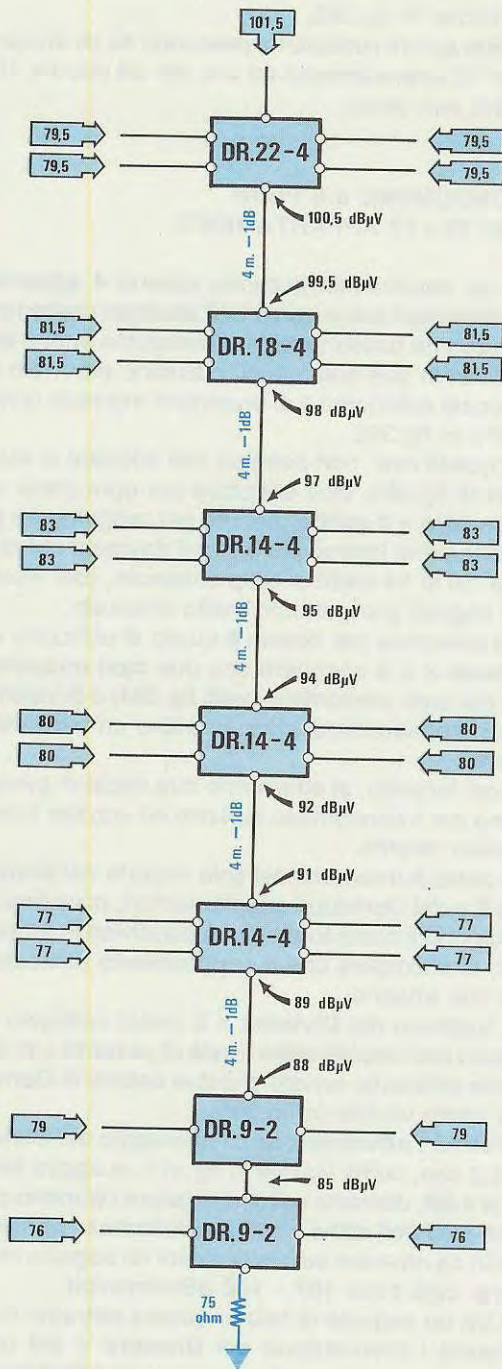 101,5
79,5 79,5
DR.22-4
79,5 79,5
100,5 dBµV
4 m. -1dB
99,5 dBµV
81,5 81,5
DR.18-4
81,5 81,5
98 dBµV
4 m. -1dB
97 dBµV
83 83
DR.14-4
83 83
95 dBµV
4 m. -1dB
94 dBµV
80 80
DR.14-4
80 80
92 dBµV
4 m. -1dB
91 dBµV
77 77
DR.14-4
77 77
89 dBµV
4 m. -1dB
88 dBµV
79 DR.9-2 79
85 dBµV
76 DR.9-2 76
75
ohm